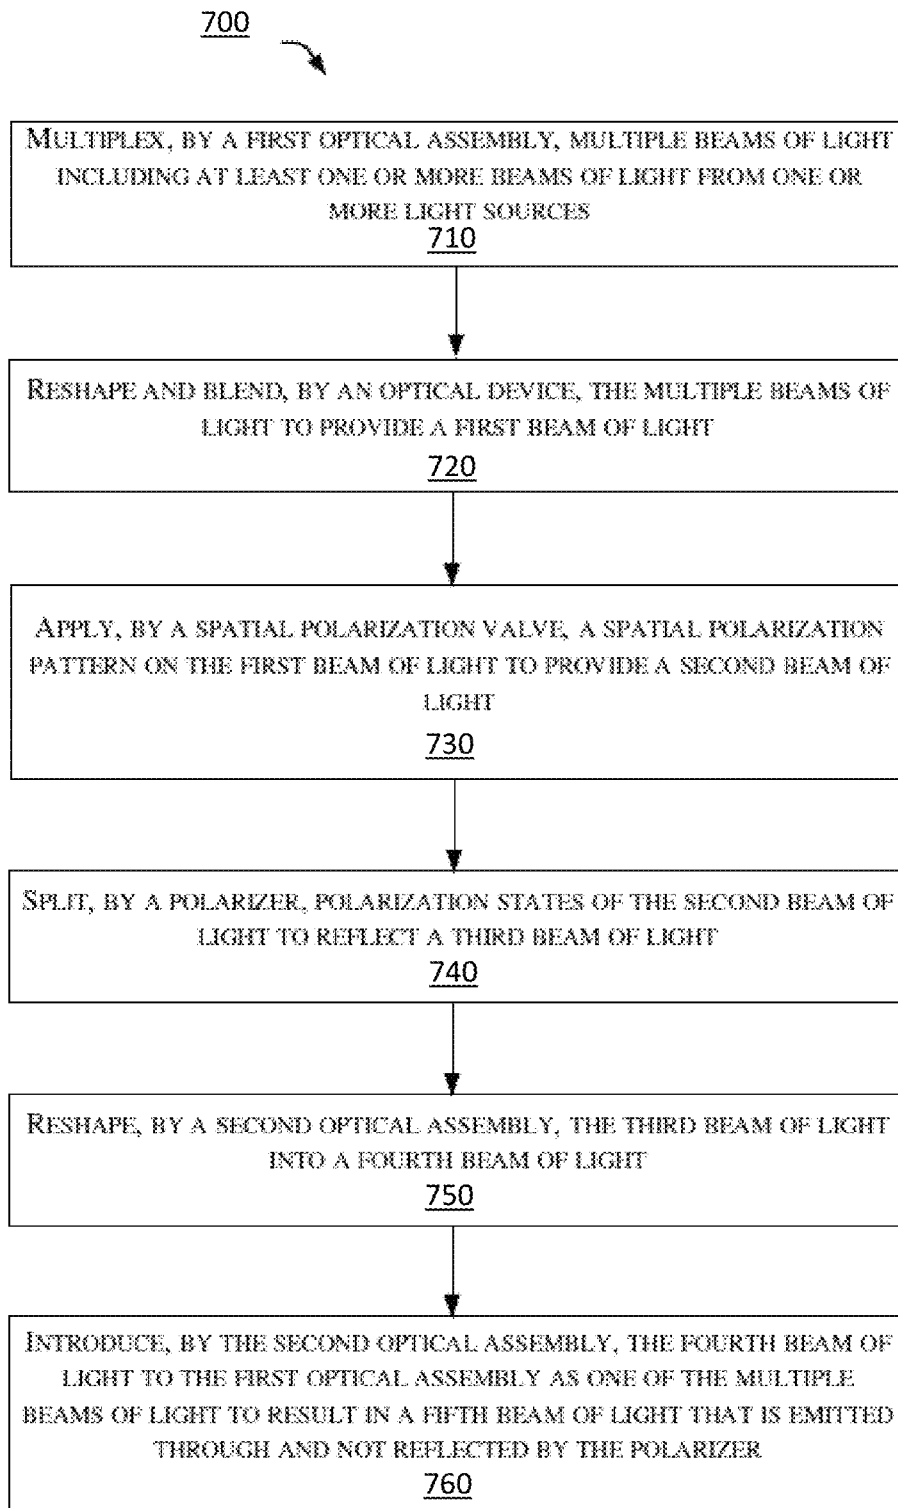 700
MULTIPLEX, BY A FIRST OPTICAL ASSEMBLY, MULTIPLE BEAMS OF LIGHT
INCLUDING AT LEAST ONE OR MORE BEAMS OF LIGHT FROM ONE OR
MORE LIGHT SOURCES
710
RESHAPE AND BLEND, BY AN OPTICAL DEVICE, THE MULTIPLE BEAMS OF
LIGHT TO PROVIDE A FIRST BEAM OF LIGHT
720
APPLY, BY A SPATIAL POLARIZATION VALVE, A SPATIAL POLARIZATION
PATTERN ON THE FIRST BEAM OF LIGHT TO PROVIDE A SECOND BEAM OF
LIGHT
730
SPLIT, BY A POLARIZER, POLARIZATION STATES OF THE SECOND BEAM OF
LIGHT TO REFLECT A THIRD BEAM OF LIGHT
740
RESHAPE, BY A SECOND OPTICAL ASSEMBLY, THE THIRD BEAM OF LIGHT
INTO A FOURTH BEAM OF LIGHT
750
INTRODUCE, BY THE SECOND OPTICAL ASSEMBLY, THE FOURTH BEAM OF
LIGHT TO THE FIRST OPTICAL ASSEMBLY AS ONE OF THE MULTIPLE
BEAMS OF LIGHT TO RESULT IN A FIFTH BEAM OF LIGHT THAT IS EMITTED
THROUGH AND NOT REFLECTED BY THE POLARIZER
760